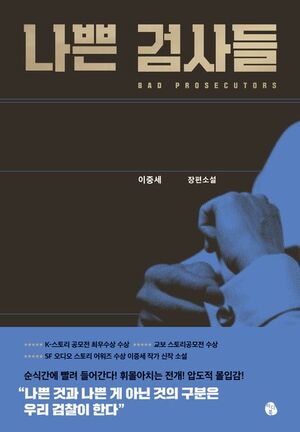 나쁜 검사들
BAD PROSECUTORS
이중세 장편소설
***** K-스토리 공모전 최우수상 수상 ***** 교보 스토리공모전 수상
***** SF 오디오 스토리 어워즈 수상 이중세 작가 신작 소설
순식간에 빨려 들어간다! 휘몰아치는 전개! 압도적 몰입감!
“나쁜 것과 나쁜 게 아닌 것의 구분은
우리 검찰이 한다”